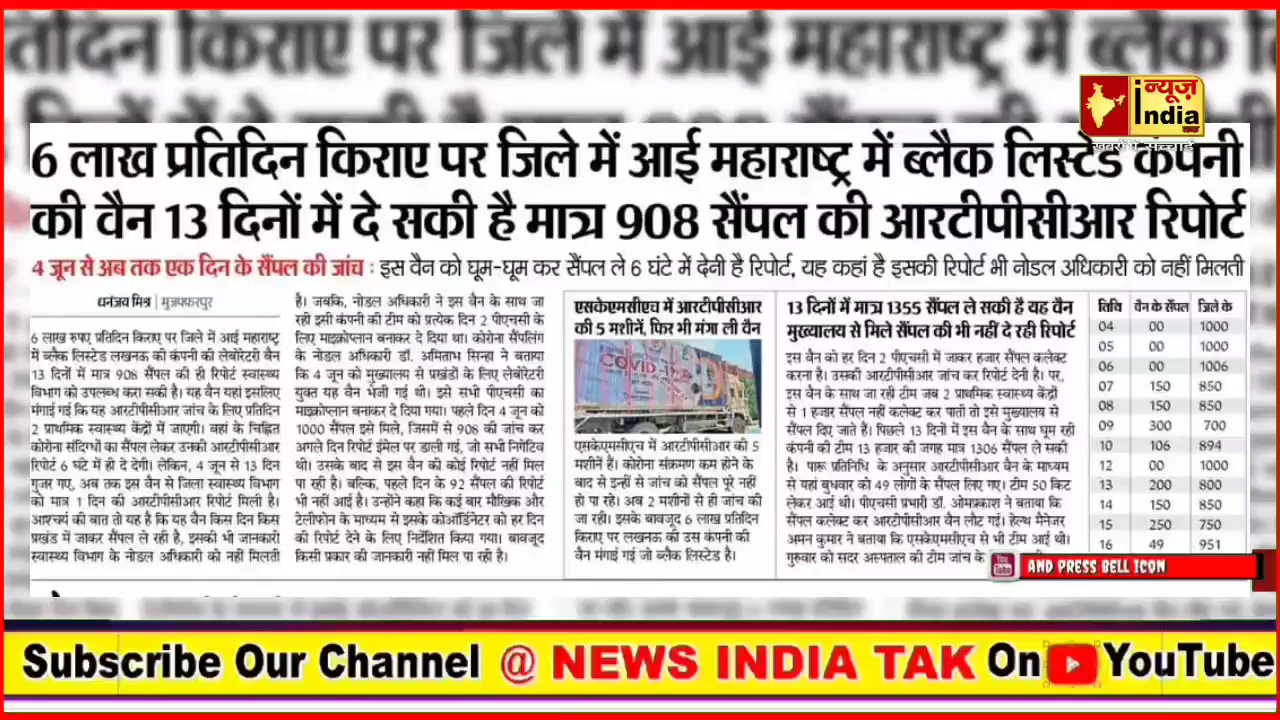 न्यूज़
India
तक
6 लाख प्रतिदिन किराए पर जिले में आई महाराष्ट्र में ब्लैक लिस्टेड कंपनी
की वैन 13 दिनों में दे सकी है मात्र 908 सैंपल की आरटीपीसीआर रिपोर्ट
4 जून से अब तक एक दिन के सैंपल की जांच : इस वैन को घूम-घूम कर सैंपल ले 6 घंटे में देनी है रिपोर्ट, यह कहां है इसकी रिपोर्ट भी नोडल अधिकारी को नहीं मिलती
धनंजय मिश्र | मुजफ्फरपुर
6 लाख रुपए प्रतिदिन किराए पर जिले में आई महाराष्ट्र
में ब्लैक लिस्टेड लखनऊ की कंपनी की लेबोरेटरी वैन
13 दिनों में मात्र 908 सैंपल की ही रिपोर्ट स्वास्थ्य
विभाग को उपलब्ध करा सकी है। यह वैन यहां इसलिए
मंगाई गई कि यह आरटीपीसीआर जांच के लिए प्रतिदिन
2 प्राथमिक स्वास्थ्य केंद्रों में जाएगी। वहां के चिह्नित
कोरोना संदिग्धों का सैंपल लेकर उनकी आरटीपीसीआर
रिपोर्ट 6 घंटे में ही दे देगी। लेकिन, 4 जून से 13 दिन
गुजर गए, अब तक इस वैन से जिला स्वास्थ्य विभाग
को मात्र 1 दिन की आरटीपीसीआर रिपोर्ट मिली है।
आश्चर्य की बात तो यह है कि यह वैन किस दिन किस
प्रखंड में जाकर सैंपल ले रही है, इसकी भी जानकारी
स्वास्थ्य विभाग के नोडल अधिकारी को नहीं मिलती
है। जबकि, नोडल अधिकारी ने इस वैन के साथ जा
रही इसी कंपनी की टीम को प्रत्येक दिन 2 पीएचसी के
लिए माइक्रोप्लान बनाकर दे दिया था। कोरोना सैंपलिंग
के नोडल अधिकारी डॉ. अमिताभ सिन्हा ने बताया
कि 4 जून को मुख्यालय से प्रखंडों के लिए लेबोरेटरी
युक्त यह वैन भेजी गई थी। इसे सभी पीएचसी का
माइक्रोप्लान बनाकर दे दिया गया। पहले दिन 4 जून को
1000 सैंपल इसे मिले, जिसमें से 908 की जांच कर
अगले दिन रिपोर्ट ईमेल पर डाली गई, जो सभी निगेटिव
थी। उसके बाद से इस वैन की कोई रिपोर्ट नहीं मिल
पा रही है। बल्कि, पहले दिन के 92 सैंपल की रिपोर्ट
भी नहीं आई है। उन्होंने कहा कि कई बार मौखिक और
टेलीफोन के माध्यम से इसके कोऑर्डिनेटर को हर दिन
की रिपोर्ट देने के लिए निर्देशित किया गया। बावजूद
किसी प्रकार की जानकारी नहीं मिल पा रही है।
एसकेएमसीएच में आरटीपीसीआर
की 5 मशीनें, फिर भी मंगा ली वैन
COVID-19
एसकेएमसीएच में आरटीपीसीआर की 5
मशीनें हैं। कोरोना संक्रमण कम होने के
बाद से इन्हीं से जांच को सैंपल पूरे नहीं
हो पा रहे। अब 2 मशीनों से ही जांच की
जा रही। इसके बावजूद 6 लाख प्रतिदिन
किराए पर लखनऊ की उस कंपनी की
वैन मंगाई गई जो ब्लैक लिस्टेड है।
13 दिनों में मात्र 1355 सैंपल ले सकी है यह वैन
मुख्यालय से मिले सैंपल की भी नहीं दे रही रिपोर्ट
इस वैन को हर दिन 2 पीएचसी में जाकर हजार सैंपल कलेक्ट
करना है। उसकी आरटीपीसीआर जांच कर रिपोर्ट देनी है। पर,
इस वैन के साथ जा रही टीम जब 2 प्राथमिक स्वास्थ्य केंद्रों
से 1 हजार सैंपल नहीं कलेक्ट कर पाती तो इसे मुख्यालय से
सैंपल दिए जाते हैं। पिछले 13 दिनों में इस वैन के साथ घूम रही
कंपनी की टीम 13 हजार की जगह मात्र 1306 सैंपल ले सकी
है। पारू प्रतिनिधि के अनुसार आरटीपीसीआर वैन के माध्यम
से यहां बुधवार को 49 लोगों के सैंपल लिए गए। टीम 50 किट
लेकर आई थी। पीएचसी प्रभारी डॉ. ओमप्रकाश ने बताया कि
सैंपल कलेक्ट कर आरटीपीसीआर वैन लौट गई। हेल्थ मैनेजर
अमन कुमार ने बताया कि एसकेएमसीएच से भी टीम आई थी।
गुरुवार को सदर अस्पताल की टीम जांच के
तिथि वैन के सैंपल जिले के
04 00 1000
05 00 1000
06 00 1006
07 150 850
08 150 850
09 300 700
10 106 894
12 00 1000
13 200 800
14 150 850
15 250 750
16 49 951
You Tube AND PRESS BELL ICON
Subscribe Our Channel @ NEWS INDIA TAK On YouTube